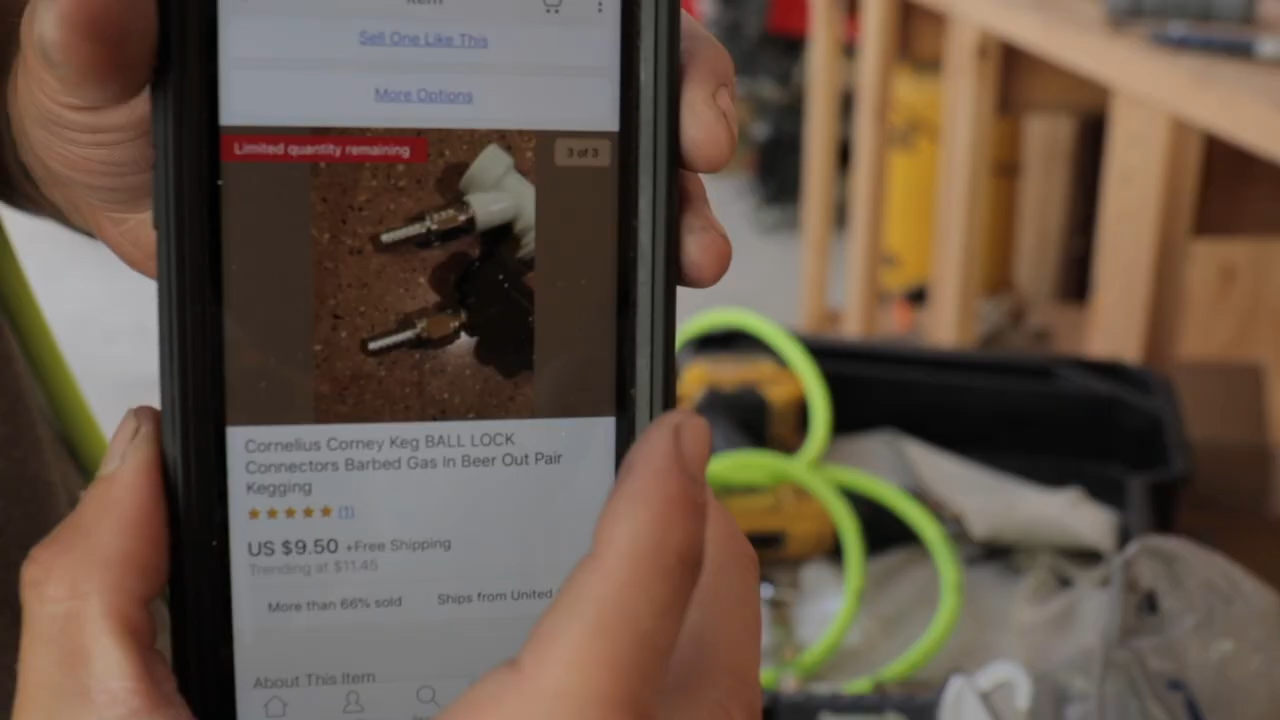 Item
Sell One Like This
More Options
Limited quantity remaining
3 of 3
Cornelius Corney Keg BALL LOCK
Connectors Barbed Gas In Beer Out Pair
Kegging
(1)
US $9.50 +Free Shipping
Trending at $11.45
More than 66% sold
Ships from United
About This Item